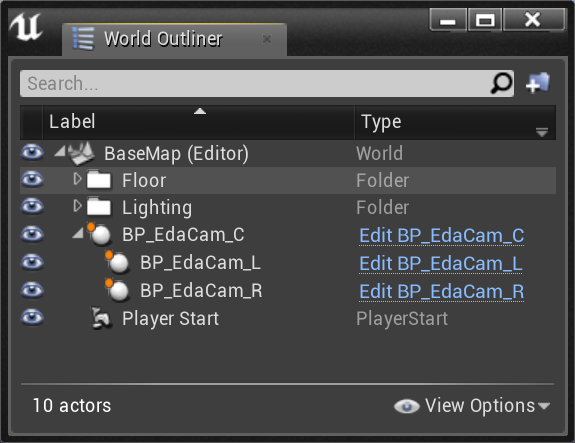 World Outliner
Search...
Label Type
BaseMap (Editor) World
Floor Folder
Lighting Folder
BP_EdaCam_C Edit BP_EdaCam_C
BP_EdaCam_L Edit BP_EdaCam_L
BP_EdaCam_R Edit BP_EdaCam_R
Player Start PlayerStart
10 actors View Options